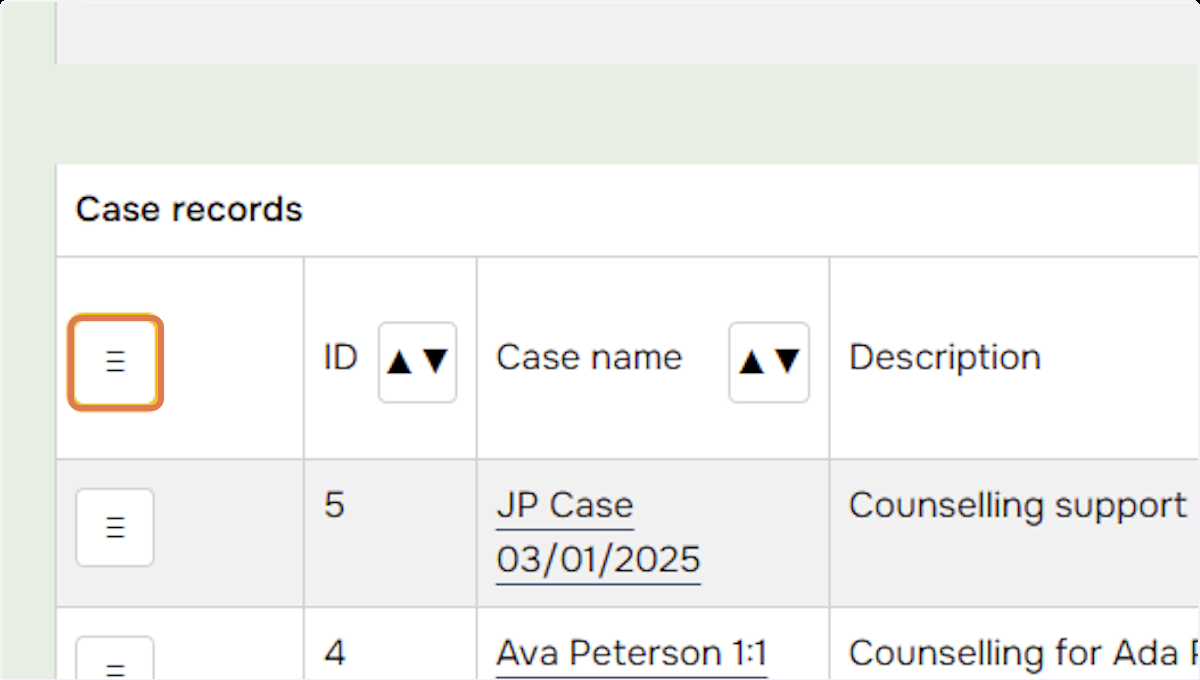 Case records
ID ▲▼ Case name ▲▼ Description
5 JP Case Counselling support
03/01/2025
4 Ava Peterson 1:1 Counselling for Ada